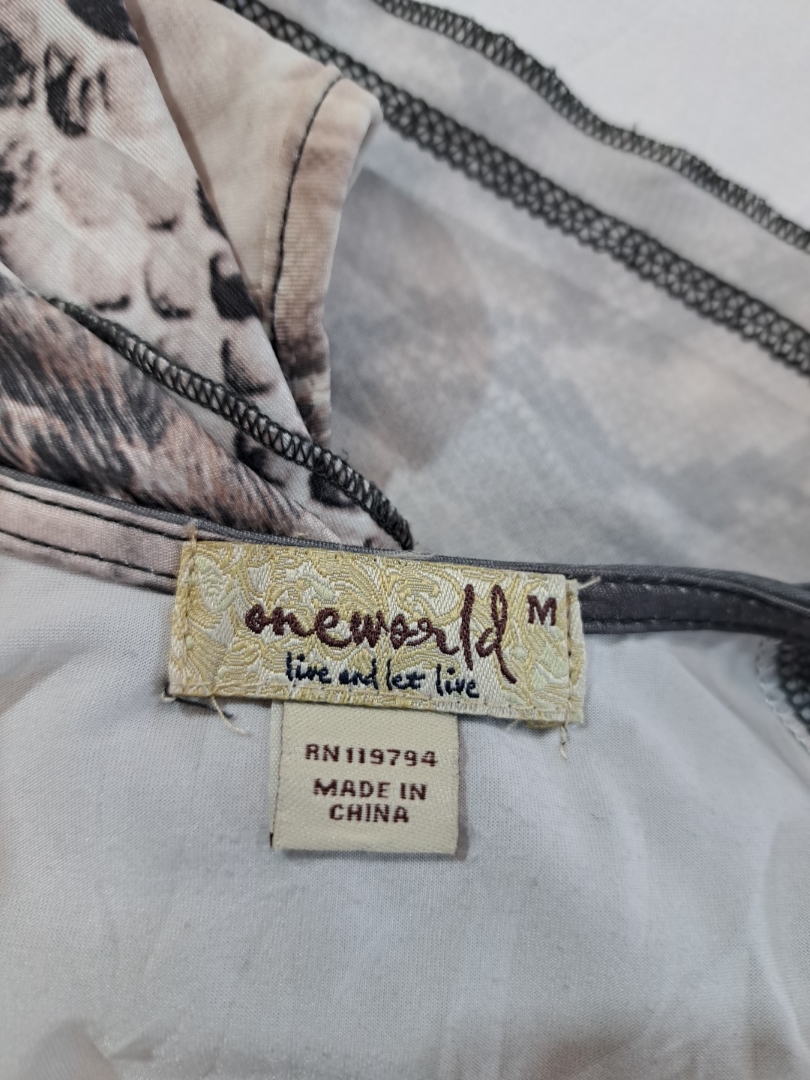 oneworld M
live and let live
RN119794
MADE IN
CHINA